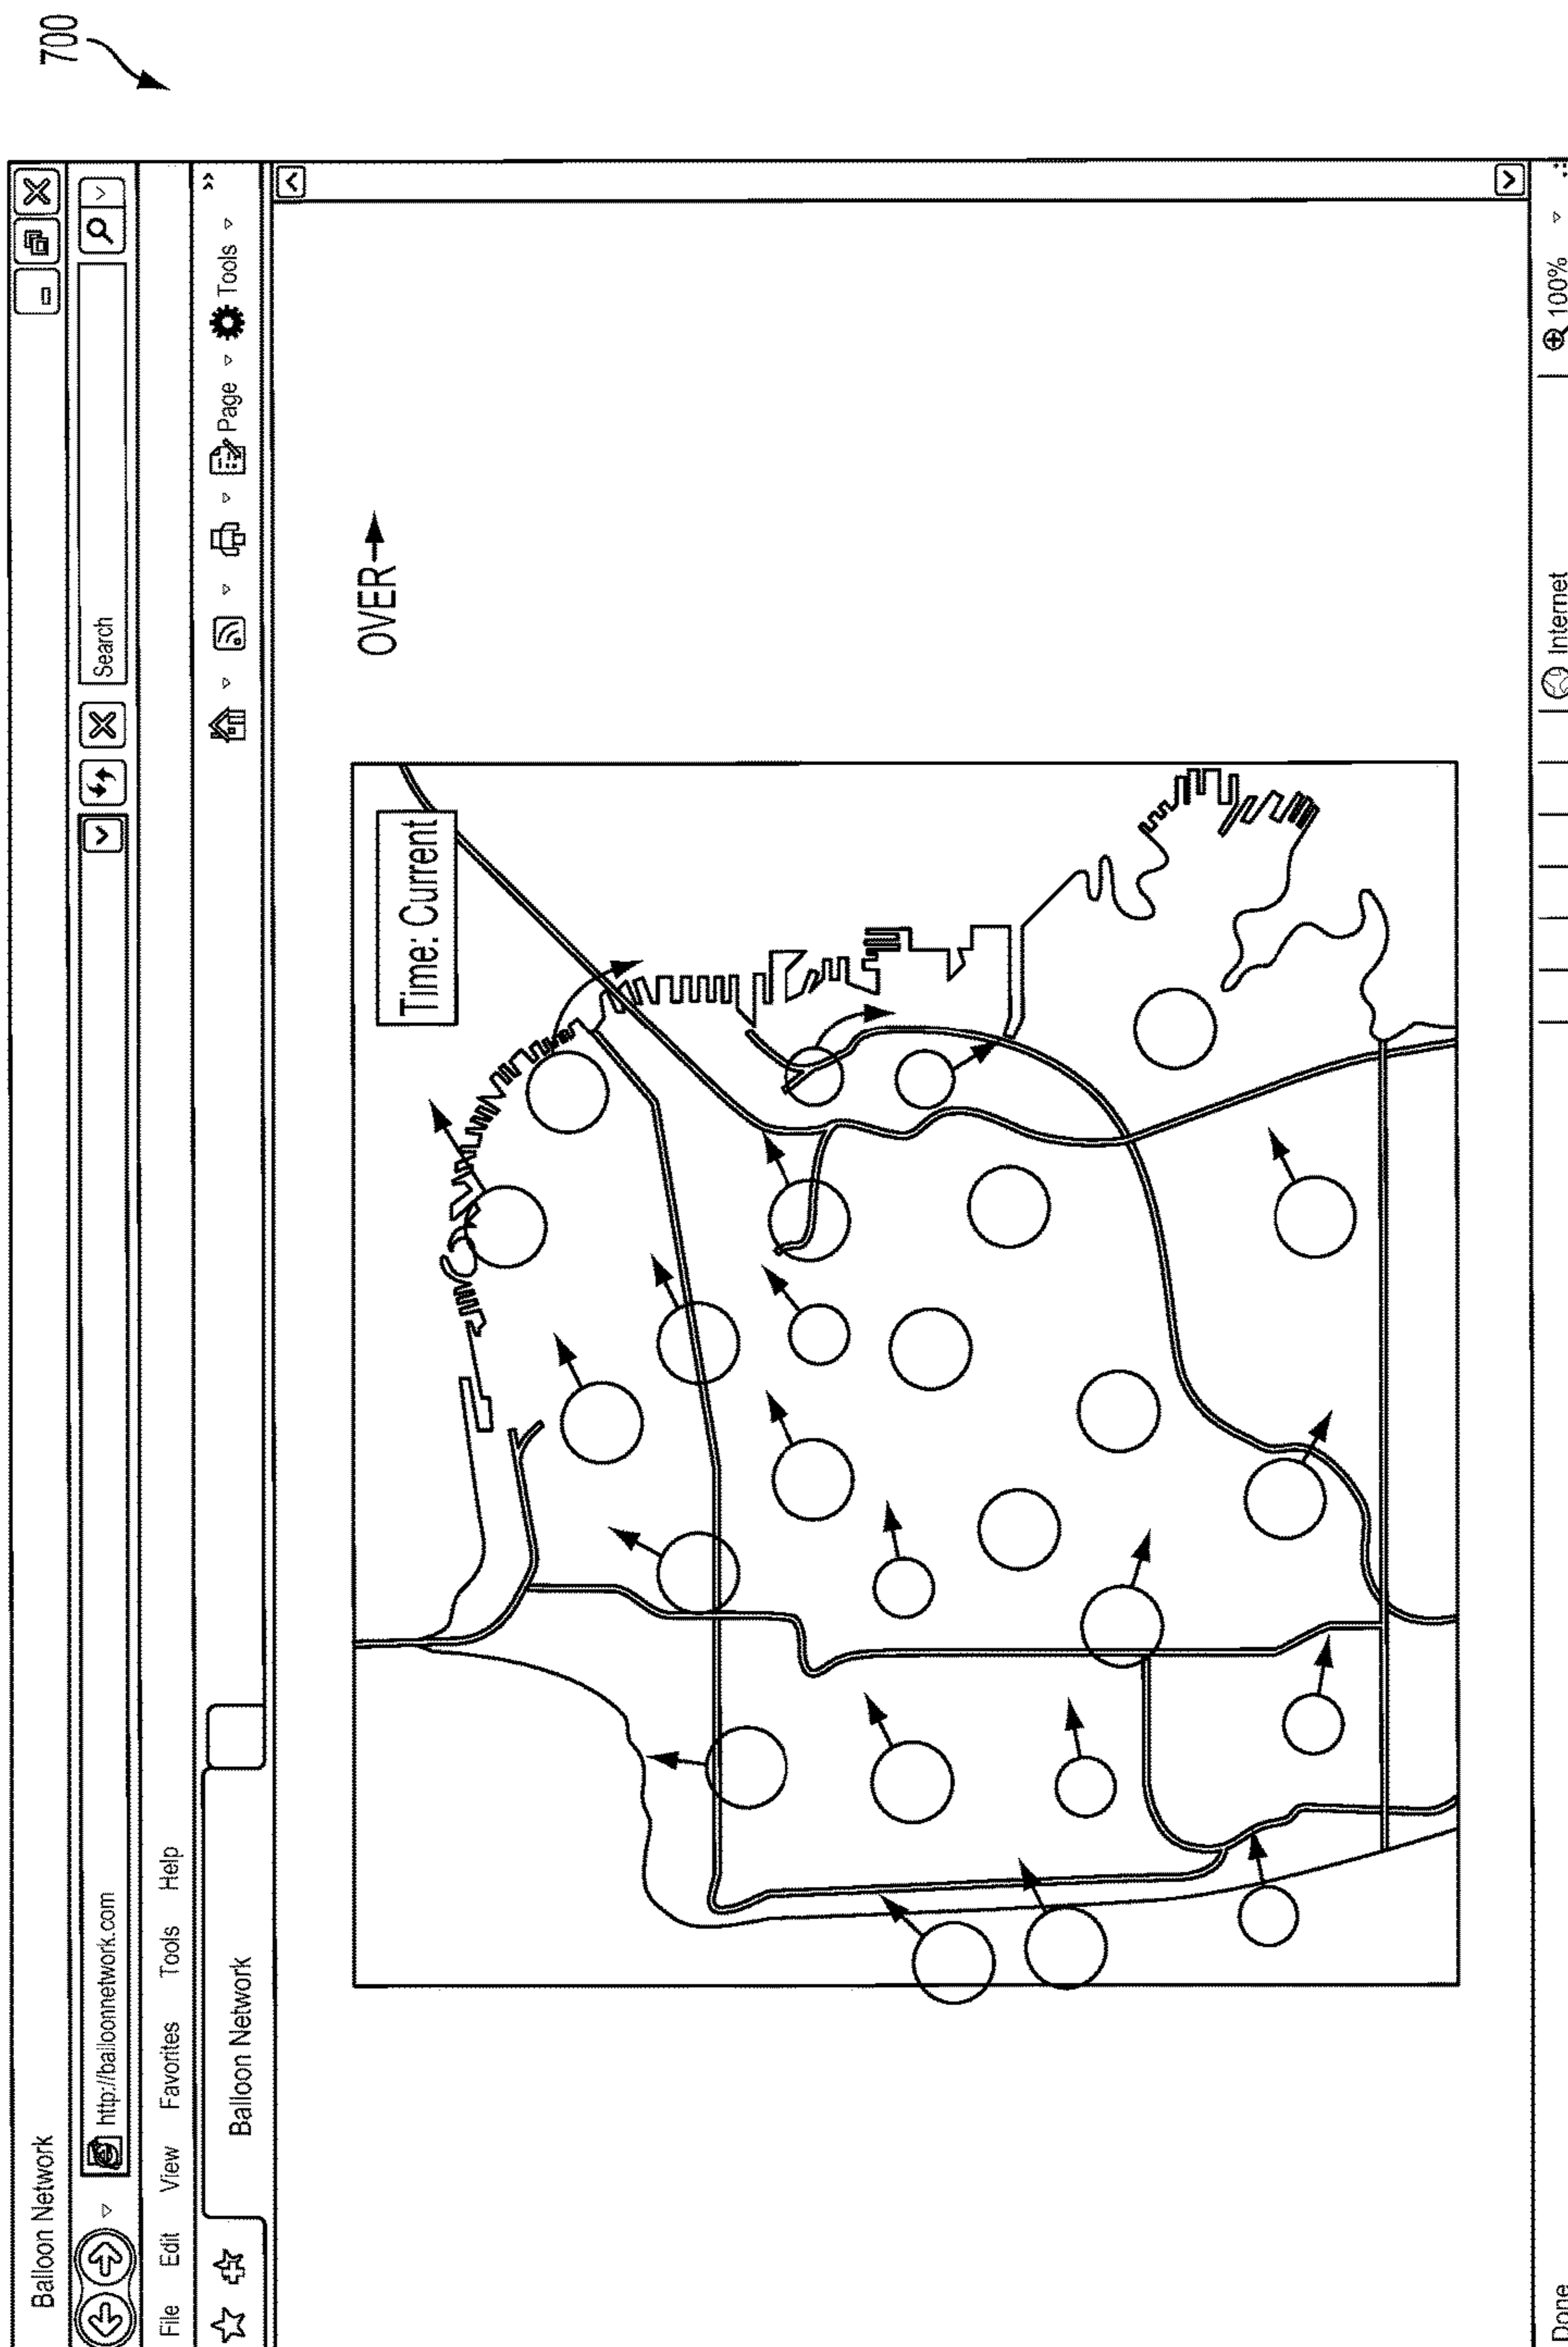 700
Balloon Network
http://balloonnetwork.com
Search
File Edit View Favorites Tools Help
Balloon Network
Page Tools
OVER
Time: Current
Done
Internet
100%